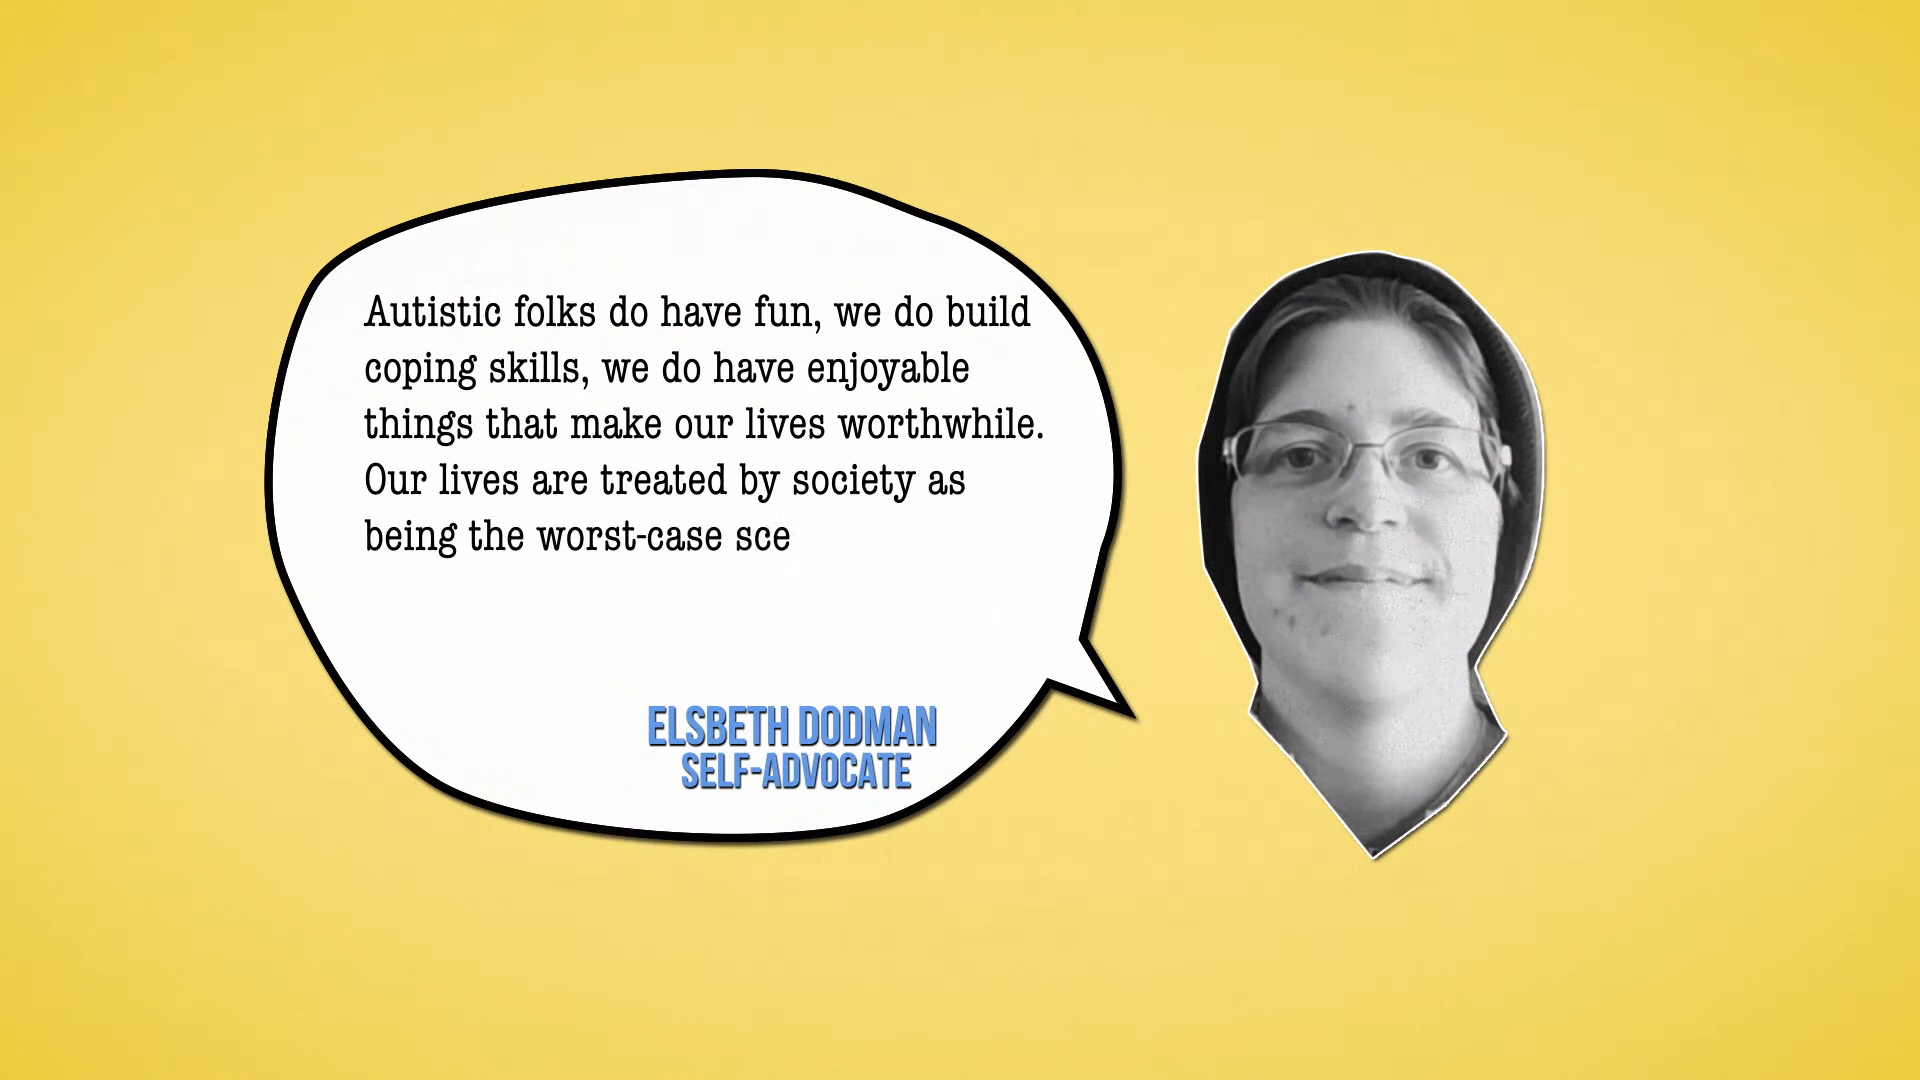 Autistic folks do have fun, we do build
coping skills, we do have enjoyable
things that make our lives worthwhile.
Our lives are treated by society as
being the worst-case sce
ELSBETH DODMAN
SELF-ADVOCATE